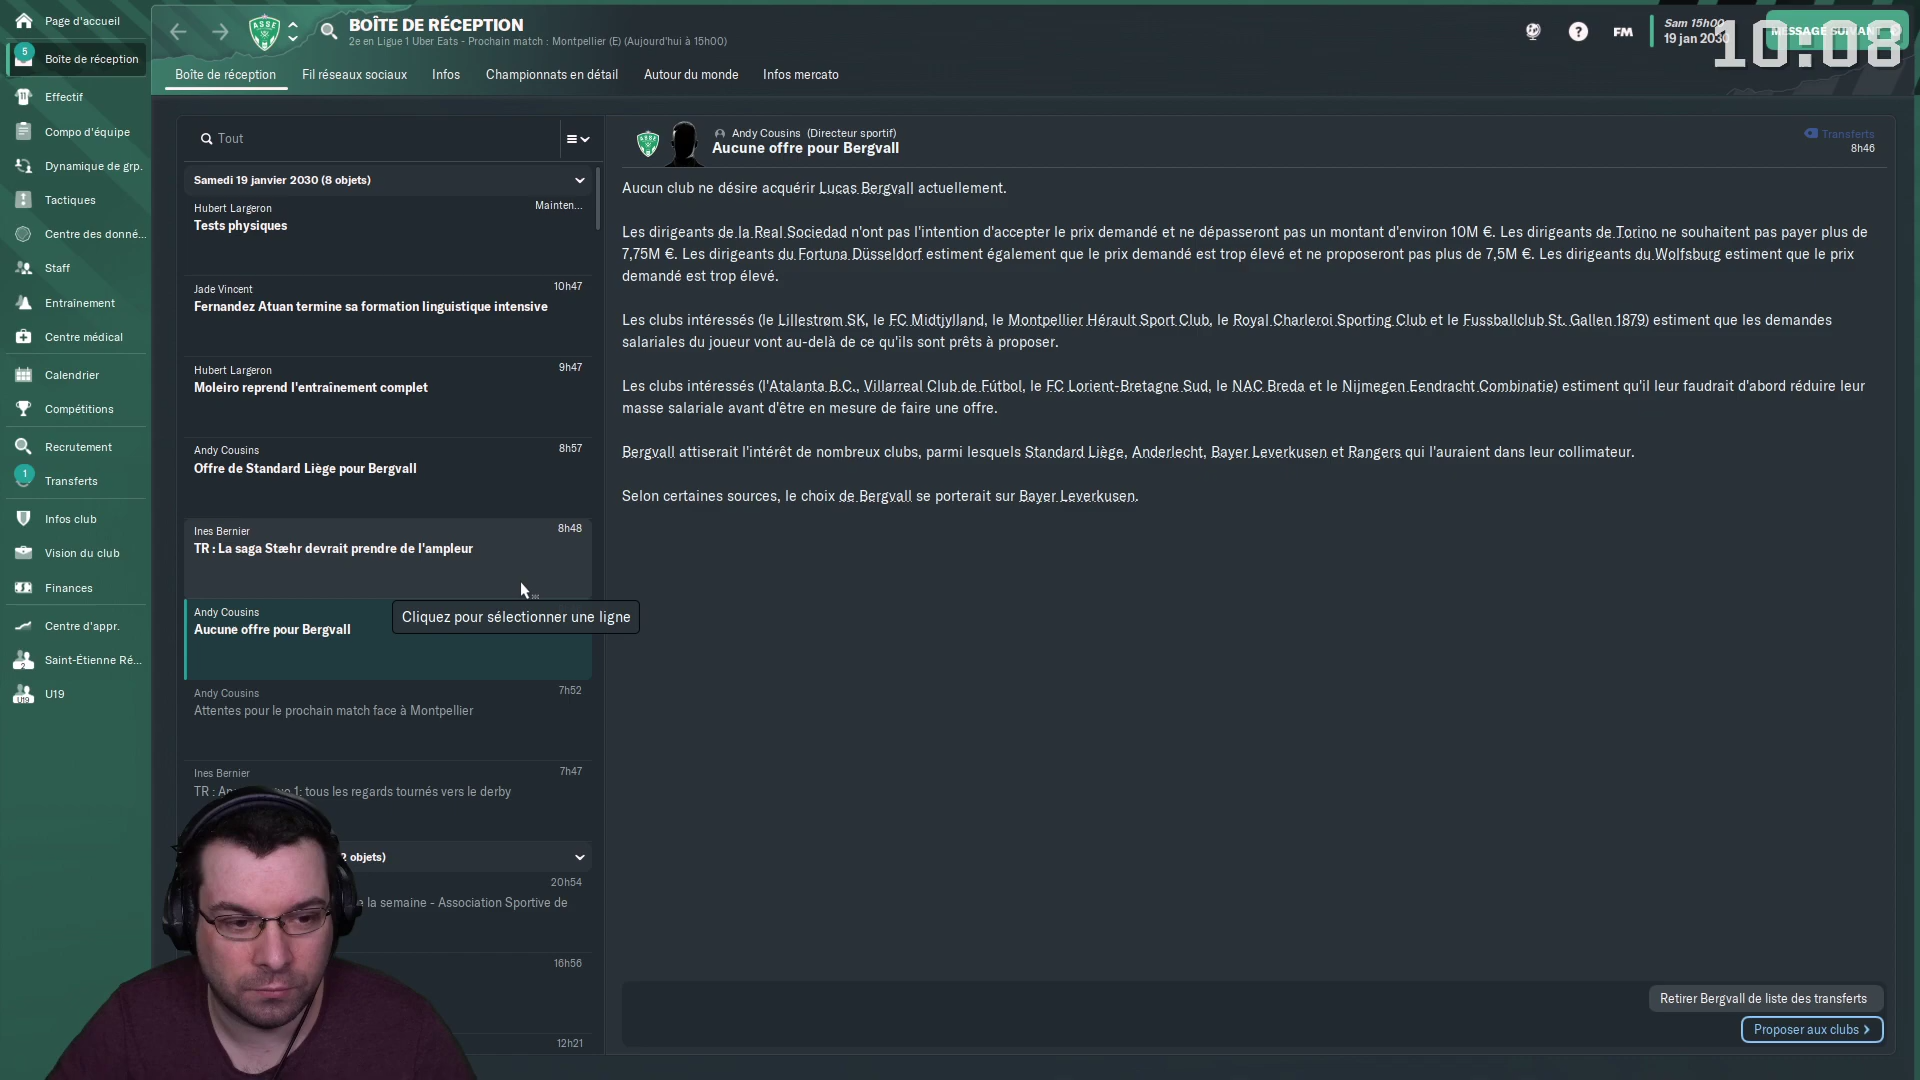 Page d'accueil
5
Boîte de réception
Effectif
Compo d'équipe
Dynamique de grp.
Tactiques
Centre des donné...
Staff
Entraînement
Centre médical
Calendrier
Compétitions
Recrutement
1
Transferts
Infos club
Vision du club
Finances
Centre d'appr.
2
Saint-Étienne Ré...
U19
U19
ASSE
BOÎTE DE RÉCEPTION
2e en Ligue 1 Uber Eats - Prochain match : Montpellier (E) (Aujourd'hui à 15h00)
?
FM
Sam 15h00
19 jan 2030
MESSAGE SUIVANT
10:08
Boîte de réception
Fil réseaux sociaux
Infos
Championnats en détail
Autour du monde
Infos mercato
Tout
Samedi 19 janvier 2030 (8 objets)
Hubert Largeron
Mainten...
Tests physiques
Jade Vincent
10h47
Fernandez Atuan termine sa formation linguistique intensive
Hubert Largeron
9h47
Moleiro reprend l'entraînement complet
Andy Cousins
8h57
Offre de Standard Liège pour Bergvall
Ines Bernier
8h48
TR : La saga Stæhr devrait prendre de l'ampleur
Cliquez pour sélectionner une ligne
Andy Cousins
Aucune offre pour Bergvall
Andy Cousins
7h52
Attentes pour le prochain match face à Montpellier
Ines Bernier
7h47
TR : 1: tous les regards tournés vers le derby
2 objets)
20h54
la semaine - Association Sportive de
16h56
12h21
Andy Cousins (Directeur sportif)
Aucune offre pour Bergvall
Transferts
8h46
Aucun club ne désire acquérir Lucas Bergvall actuellement.
Les dirigeants de la Real Sociedad n'ont pas l'intention d'accepter le prix demandé et ne dépasseront pas un montant d'environ 10M €. Les dirigeants de Torino ne souhaitent pas payer plus de
7,75M €. Les dirigeants du Fortuna Düsseldorf estiment également que le prix demandé est trop élevé et ne proposeront pas plus de 7,5M €. Les dirigeants du Wolfsburg estiment que le prix
demandé est trop élevé.
Les clubs intéressés (le Lillestrøm SK, le FC Midtjylland, le Montpellier Hérault Sport Club, le Royal Charleroi Sporting Club et le Fussballclub St. Gallen 1879) estiment que les demandes
salariales du joueur vont au-delà de ce qu'ils sont prêts à proposer.
Les clubs intéressés (l'Atalanta B.C., Villarreal Club de Fútbol, le FC Lorient-Bretagne Sud, le NAC Breda et le Nijmegen Eendracht Combinatie) estiment qu'il leur faudrait d'abord réduire leur
masse salariale avant d'être en mesure de faire une offre.
Bergvall attiserait l'intérêt de nombreux clubs, parmi lesquels Standard Liège, Anderlecht, Bayer Leverkusen et Rangers qui l'auraient dans leur collimateur.
Selon certaines sources, le choix de Bergvall se porterait sur Bayer Leverkusen.
Retirer Bergvall de liste des transferts
Proposer aux clubs